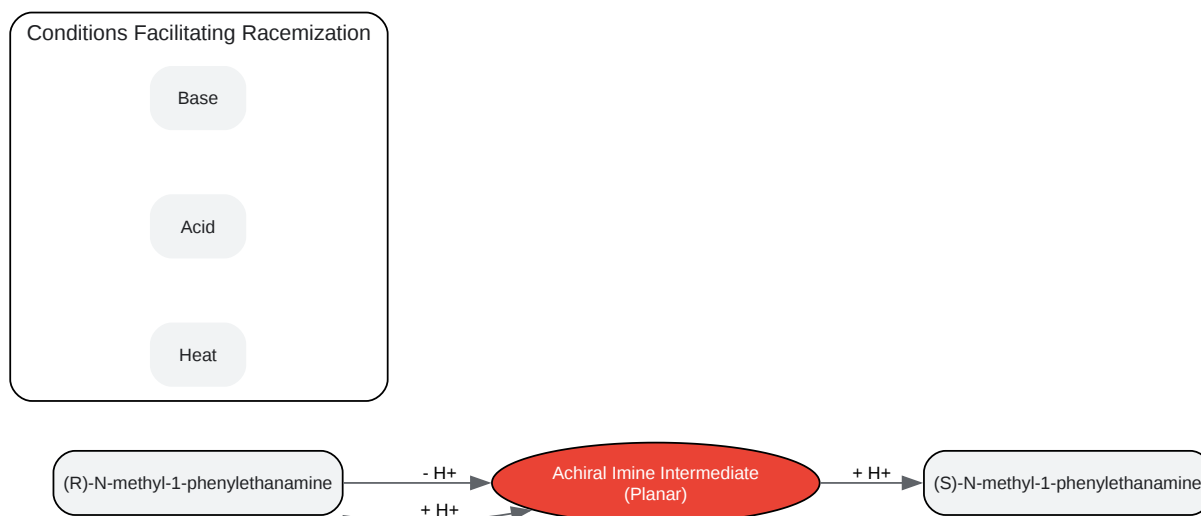 Conditions Facilitating Racemization
Base
Acid
Heat
(R)-N-methyl-1-phenylethanamine
- H+
+ H+
Achiral Imine Intermediate
(Planar)
+ H+
(S)-N-methyl-1-phenylethanamine